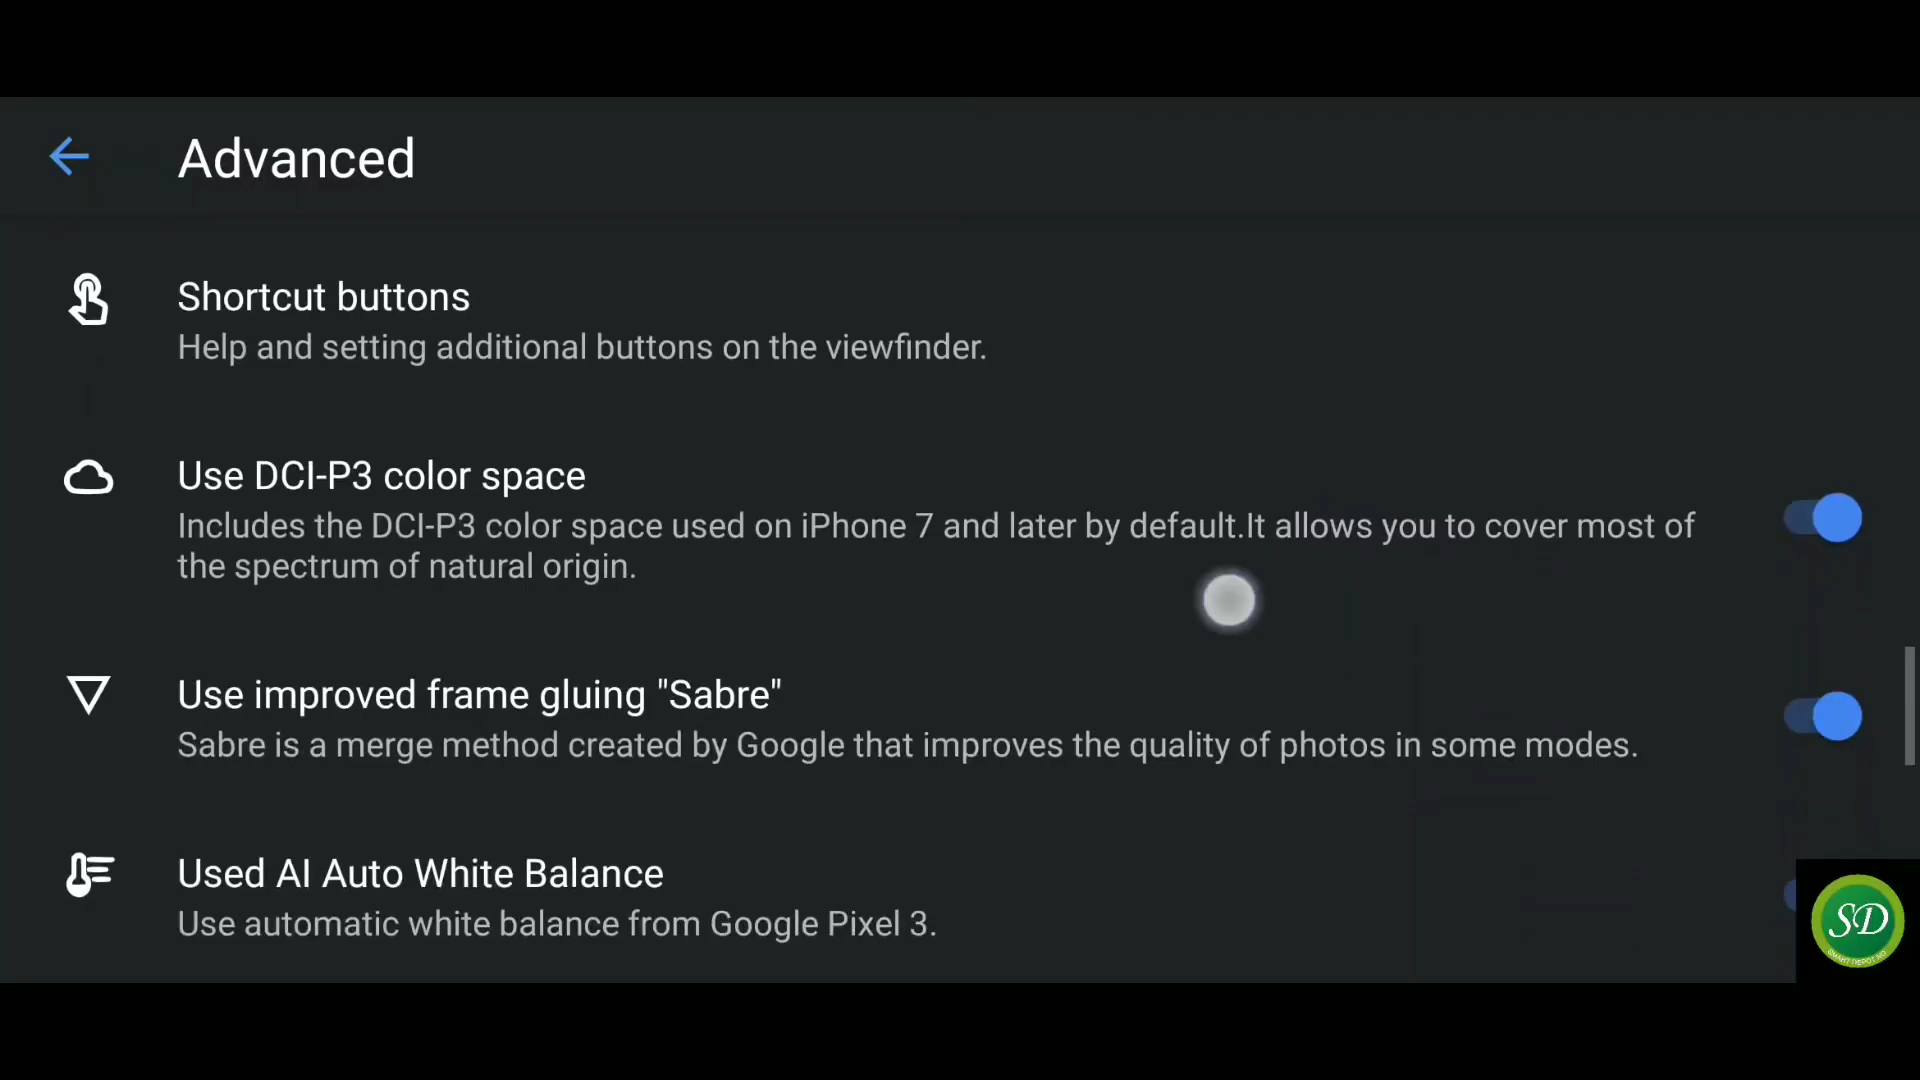 Advanced
Shortcut buttons
Help and setting additional buttons on the viewfinder.
Use DCI-P3 color space
Includes the DCI-P3 color space used on iPhone 7 and later by default.It allows you to cover most of
the spectrum of natural origin.
Use improved frame gluing "Sabre"
Sabre is a merge method created by Google that improves the quality of photos in some modes.
Used AI Auto White Balance
Use automatic white balance from Google Pixel 3.
SD
SMART DEPOT HD